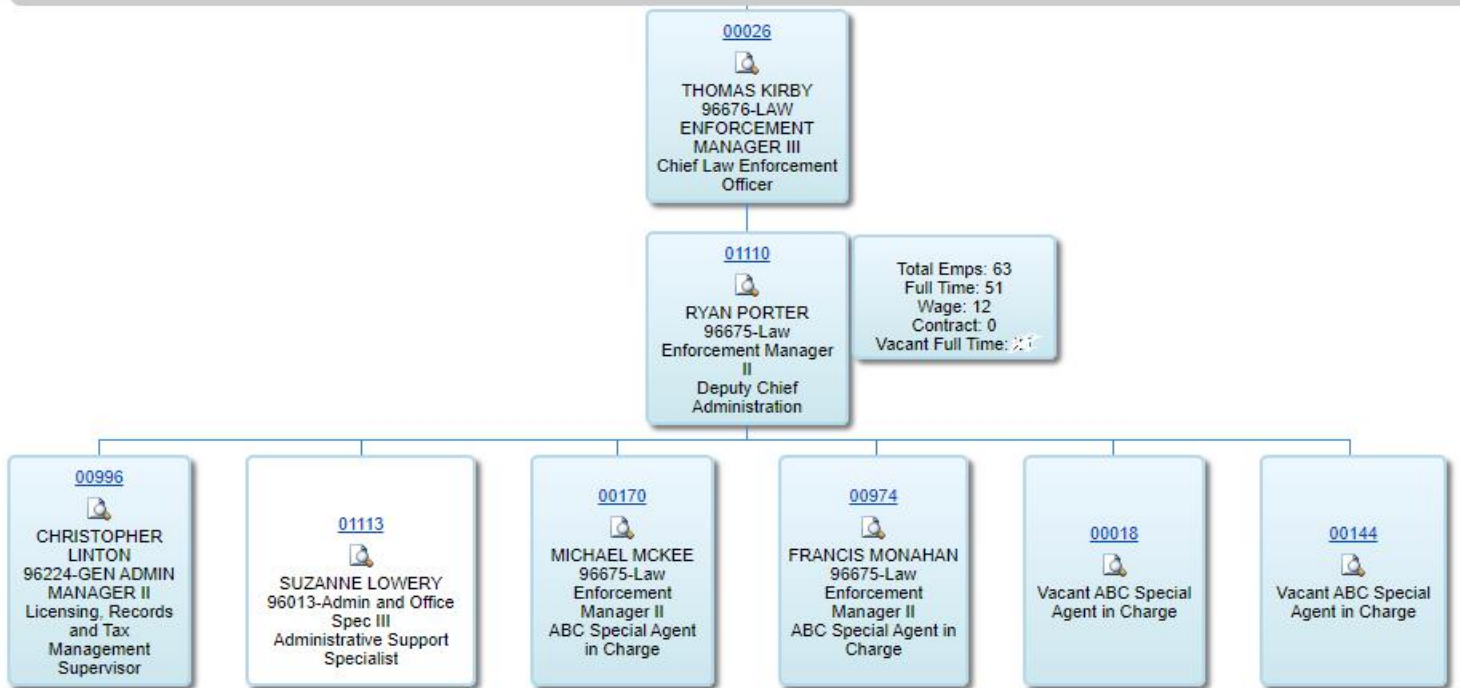 00026
THOMAS KIRBY
96676-LAW
ENFORCEMENT
MANAGER III
Chief Law Enforcement
Officer
01110
RYAN PORTER
96675-Law
Enforcement Manager
II
Deputy Chief
Administration
Total Emps: 63
Full Time: 51
Wage: 12
Contract: 0
Vacant Full Time:
00996
CHRISTOPHER
LINTON
96224-GEN ADMIN
MANAGER II
Licensing, Records
and Tax
Management
Supervisor
01113
SUZANNE LOWERY
96013-Admin and Office
Spec III
Administrative Support
Specialist
00170
MICHAEL MCKEE
96675-Law
Enforcement
Manager II
ABC Special Agent
in Charge
00974
FRANCIS MONAHAN
96675-Law
Enforcement
Manager II
ABC Special Agent in
Charge
00018
Vacant ABC Special
Agent in Charge
00144
Vacant ABC Special
Agent in Charge